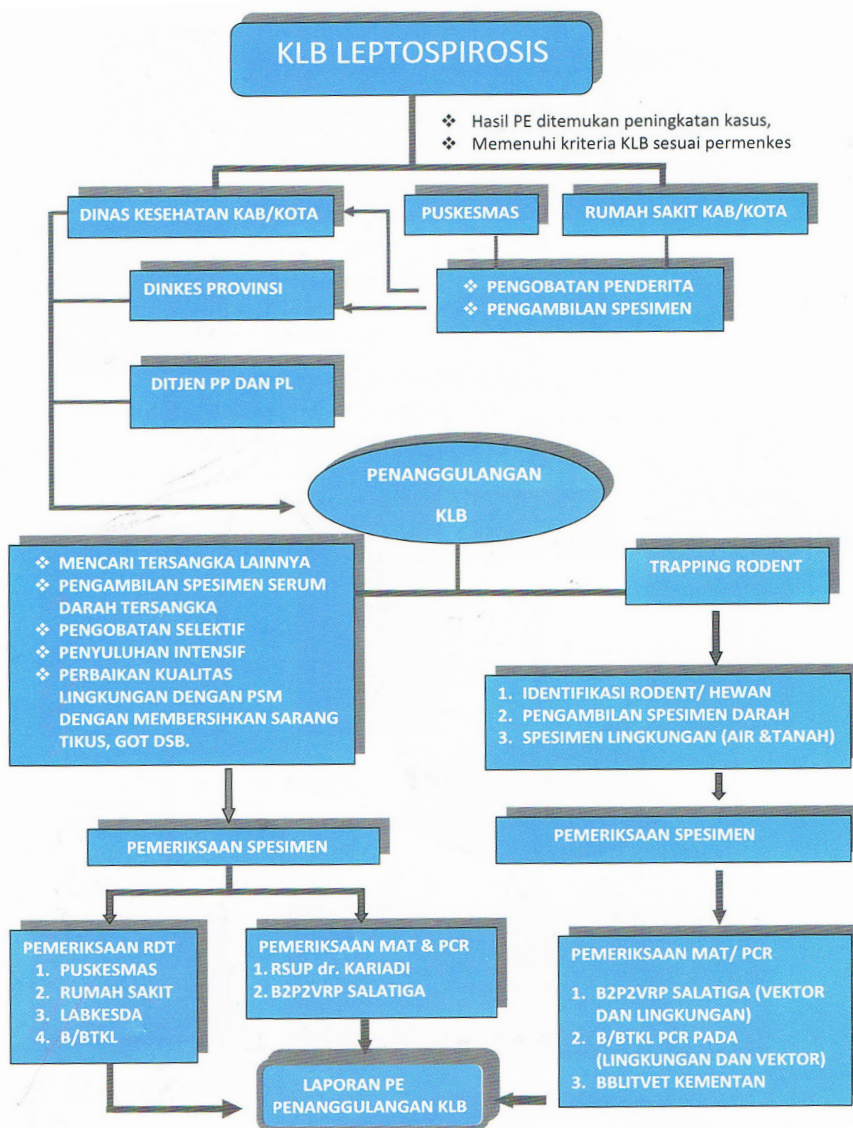 KLB LEPTOSPIROSIS
❖ Hasil PE ditemukan peningkatan kasus,
❖ Memenuhi kriteria KLB sesuai permenkes
DINAS KESEHATAN KAB/KOTA
PUSKESMAS
RUMAH SAKIT KAB/KOTA
DINKES PROVINSI
❖ PENGOBATAN PENDERITA
❖ PENGAMBILAN SPESIMEN
DITJEN PP DAN PL
PENANGGULANGAN
KLB
❖ MENCARI TERSANGKA LAINNYA
❖ PENGAMBILAN SPESIMEN SERUM
DARAH TERSANGKA
❖ PENGOBATAN SELEKTIF
❖ PENYULUHAN INTENSIF
❖ PERBAIKAN KUALITAS
LINGKUNGAN DENGAN PSM
DENGAN MEMBERSIHKAN SARANG
TIKUS, GOT DSB.
TRAPPING RODENT
1. IDENTIFIKASI RODENT/ HEWAN
2. PENGAMBILAN SPESIMEN DARAH
3. SPESIMEN LINGKUNGAN (AIR &TANAH)
PEMERIKSAAN SPESIMEN
PEMERIKSAAN SPESIMEN
PEMERIKSAAN RDT
1. PUSKESMAS
2. RUMAH SAKIT
3. LABKESDA
4. B/BTKL
PEMERIKSAAN MAT & PCR
1. RSUP dr. KARIADI
2. B2P2VRP SALATIGA
PEMERIKSAAN MAT/ PCR
1. B2P2VRP SALATIGA (VEKTOR
DAN LINGKUNGAN)
2. B/BTKL PCR PADA
(LINGKUNGAN DAN VEKTOR)
3. BBLITVET KEMENTAN
LAPORAN PE
PENANGGULANGAN KLB